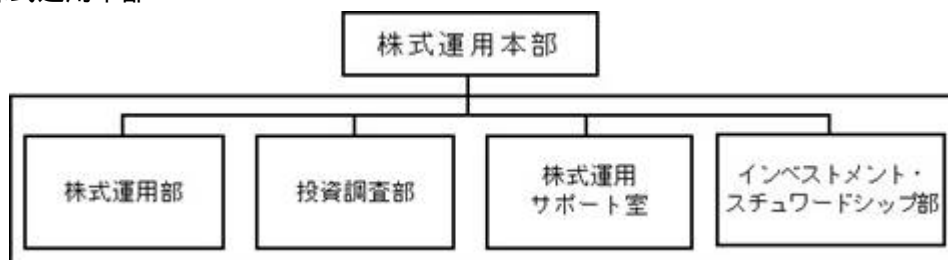 株式運用本部
株式運用部
投資調査部
株式運用
サポート室
インベストメント・
スチュワードシップ部